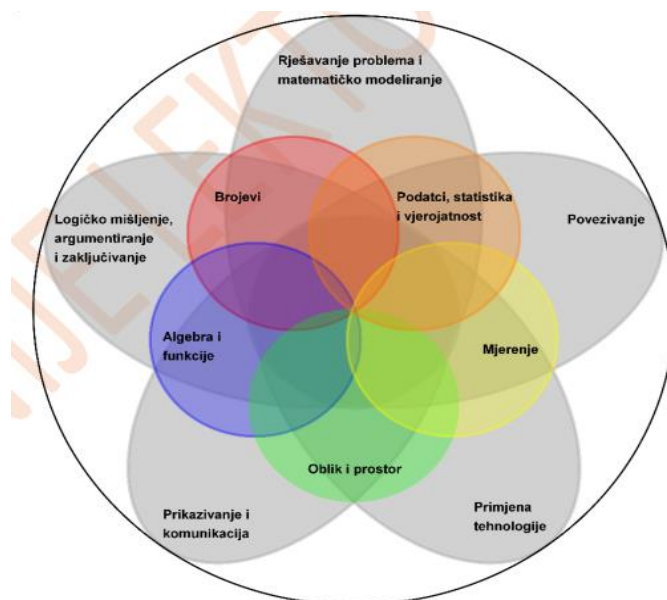 Rješavanje problema i
matematičko modeliranje
Brojevi
Podatci, statistika
i vjerojatnost
Logičko mišljenje,
argumentiranje
i zaključivanje
Povezivanje
Algebra i
funkcije
Mjerenje
Oblik i prostor
Prikazivanje i
komunikacija
Primjena
tehnologije